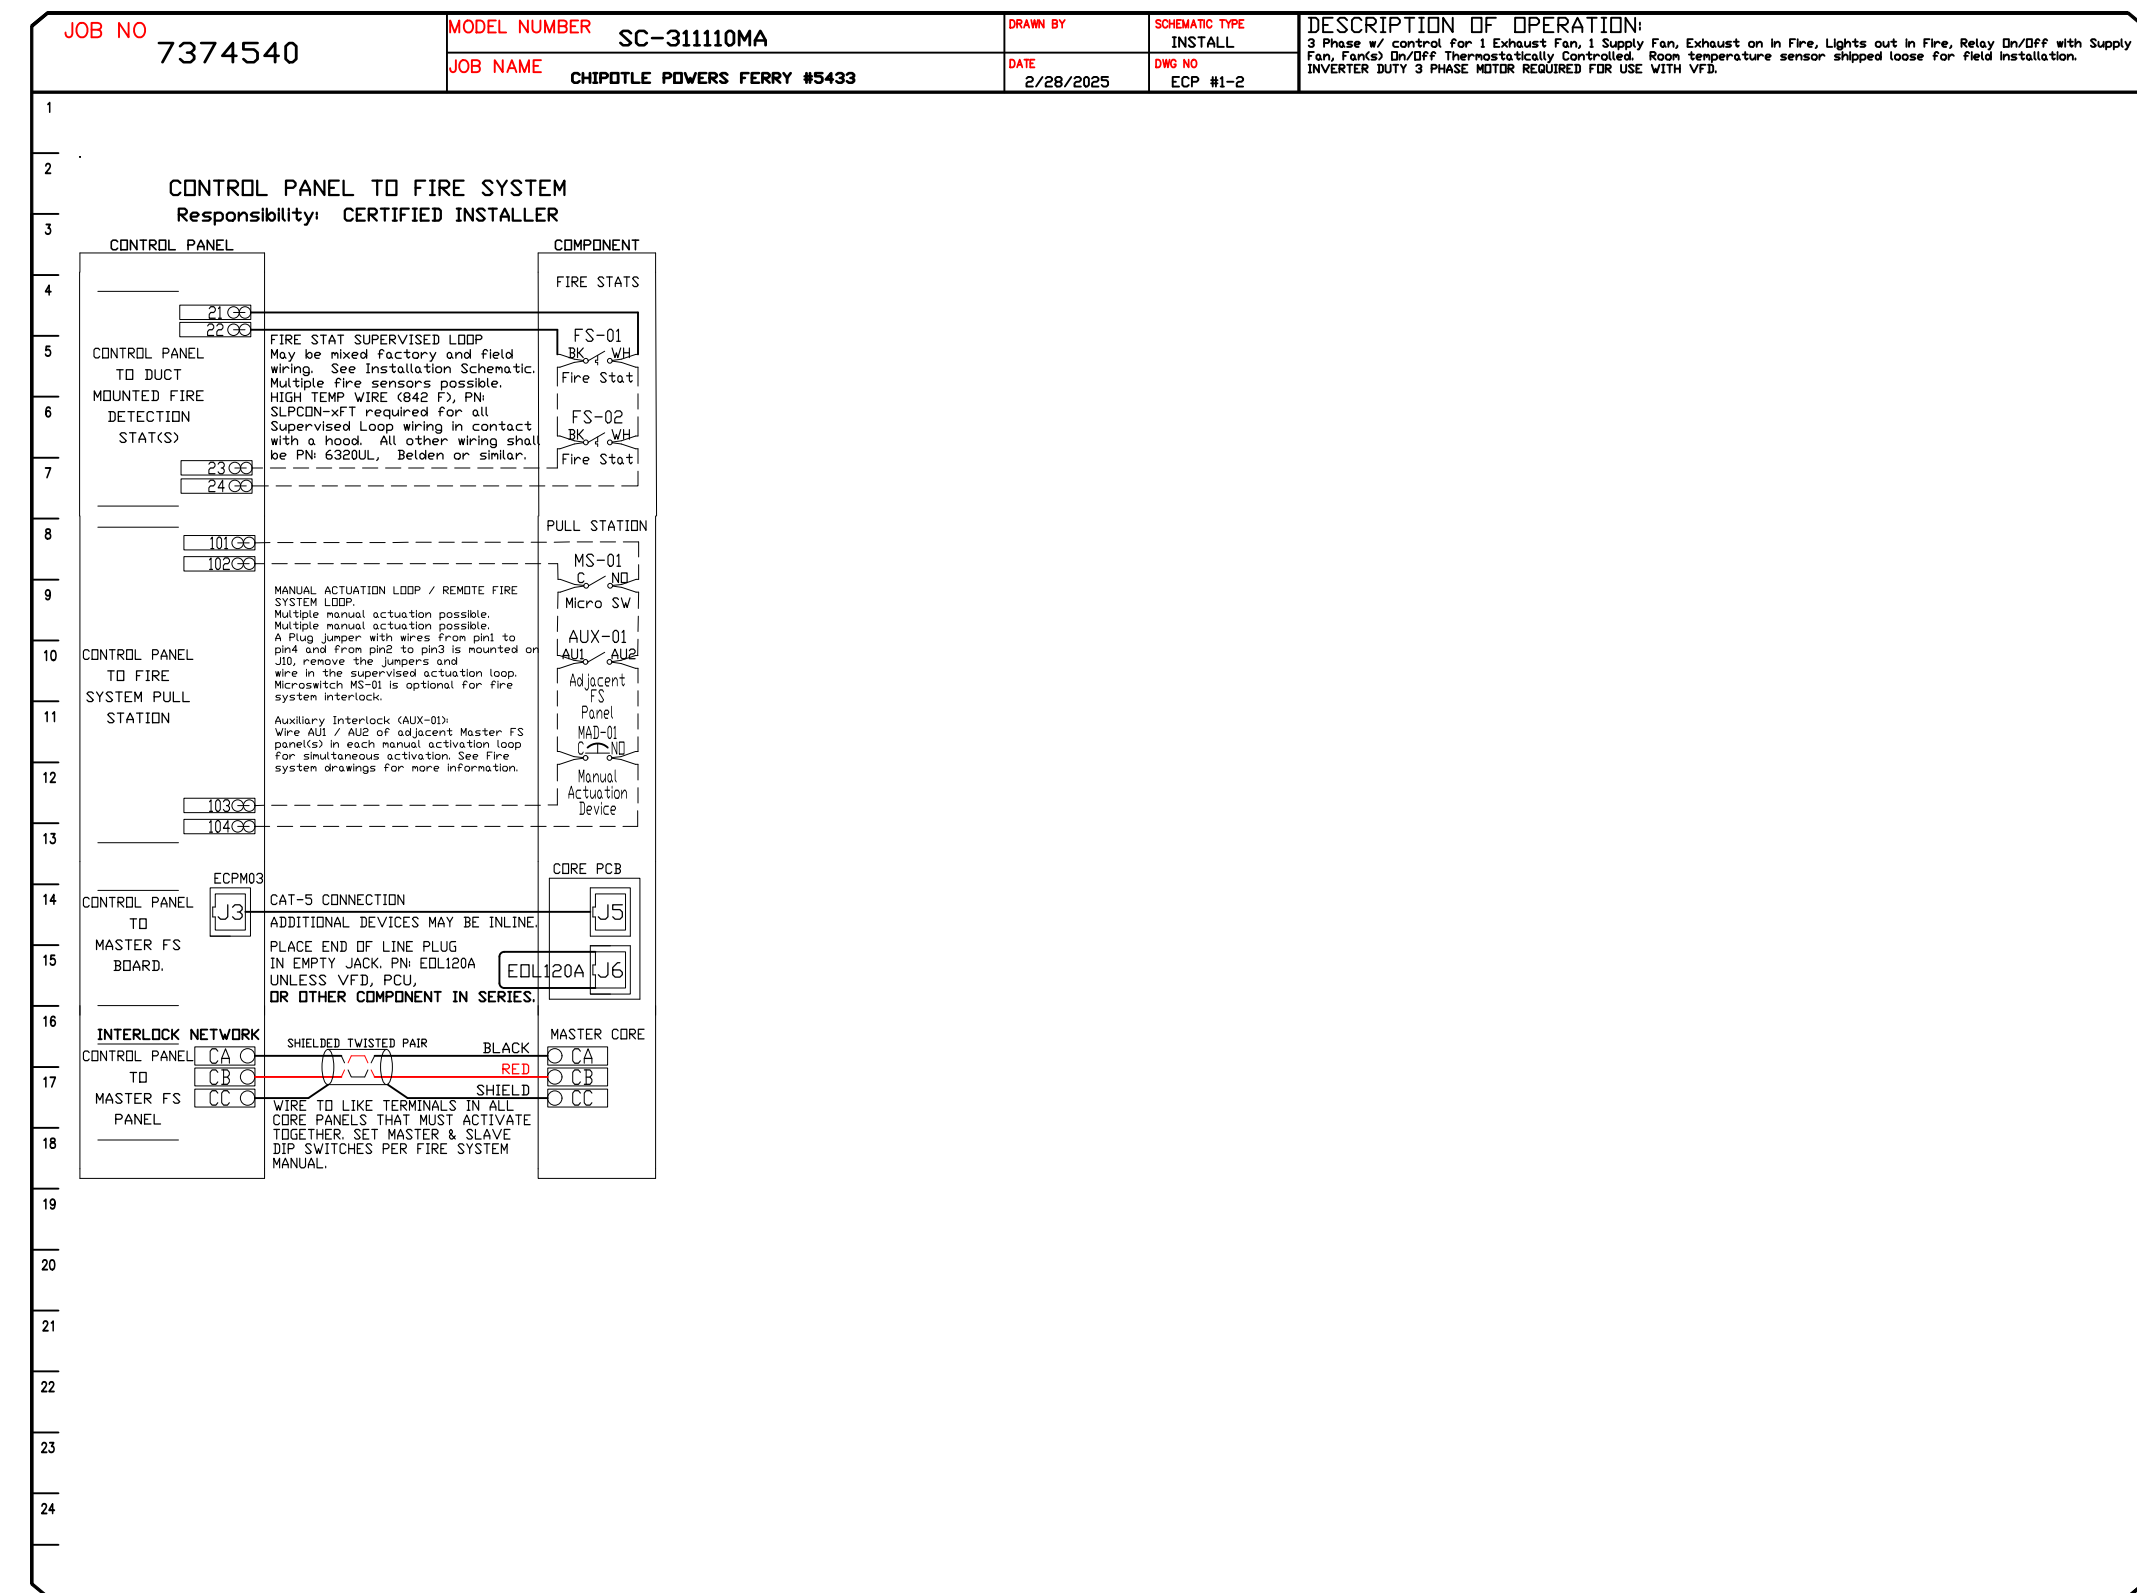 JOB NO
7374540
MODEL NUMBER SC-311110MA
JOB NAME CHIPOTLE POWERS FERRY #5433
DRAWN BY
DATE
2/28/2025
SCHEMATIC TYPE
INSTALL
DWG NO
ECP #1-2
DESCRIPTION OF OPERATION:
3 Phase w/ control for 1 Exhaust Fan, 1 Supply Fan, Exhaust on in Fire, Lights out in Fire, Relay On/Off with Supply
Fan, Fan(s) On/Off Thermostatically Controlled. Room temperature sensor shipped loose for field installation.
INVERTER DUTY 3 PHASE MOTOR REQUIRED FOR USE WITH VFD.
1
2
3
4
5
6
7
8
9
10
11
12
13
14
15
16
17
18
19
20
21
22
23
24
CONTROL PANEL TO FIRE SYSTEM
Responsibility: CERTIFIED INSTALLER
CONTROL PANEL
COMPONENT
FIRE STATS
21
22
CONTROL PANEL
TO DUCT
MOUNTED FIRE
DETECTION
STAT(S)
23
24
FIRE STAT SUPERVISED LOOP
May be mixed factory and field
wiring. See Installation Schematic.
Multiple fire sensors possible.
HIGH TEMP WIRE (842 F), PN:
SLPCON-xFT required for all
Supervised Loop wiring in contact
with a hood. All other wiring shall
be PN: 6320UL, Belden or similar.
FS-01
BK WH
Fire Stat
FS-02
BK WH
Fire Stat
PULL STATION
101
102
MS-01
C NO
Micro SW
MANUAL ACTUATION LOOP / REMOTE FIRE
SYSTEM LOOP.
Multiple manual actuation possible.
Multiple manual actuation possible.
A Plug jumper with wires from pin1 to
pin4 and from pin2 to pin3 is mounted on
J10, remove the jumpers and
wire in the supervised actuation loop.
Microswitch MS-01 is optional for fire
system interlock.
Auxiliary Interlock (AUX-01):
Wire AU1 / AU2 of adjacent Master FS
panel(s) in each manual activation loop
for simultaneous activation. See Fire
system drawings for more information.
CONTROL PANEL
TO FIRE
SYSTEM PULL
STATION
AUX-01
AU1 AU2
Adjacent
FS
Panel
MAD-01
C NO
Manual
Actuation
Device
103
104
ECPM03
J3
CORE PCB
J5
CONTROL PANEL
TO
MASTER FS
BOARD.
CAT-5 CONNECTION
ADDITIONAL DEVICES MAY BE INLINE.
PLACE END OF LINE PLUG
IN EMPTY JACK. PN: EOL120A
UNLESS VFD, PCU,
OR OTHER COMPONENT IN SERIES.
EOL120A J6
INTERLOCK NETWORK
MASTER CORE
CONTROL PANEL
TO
MASTER FS
PANEL
CA
CB
CC
SHIELDED TWISTED PAIR
BLACK
RED
SHIELD
CA
CB
CC
WIRE TO LIKE TERMINALS IN ALL
CORE PANELS THAT MUST ACTIVATE
TOGETHER. SET MASTER & SLAVE
DIP SWITCHES PER FIRE SYSTEM
MANUAL.